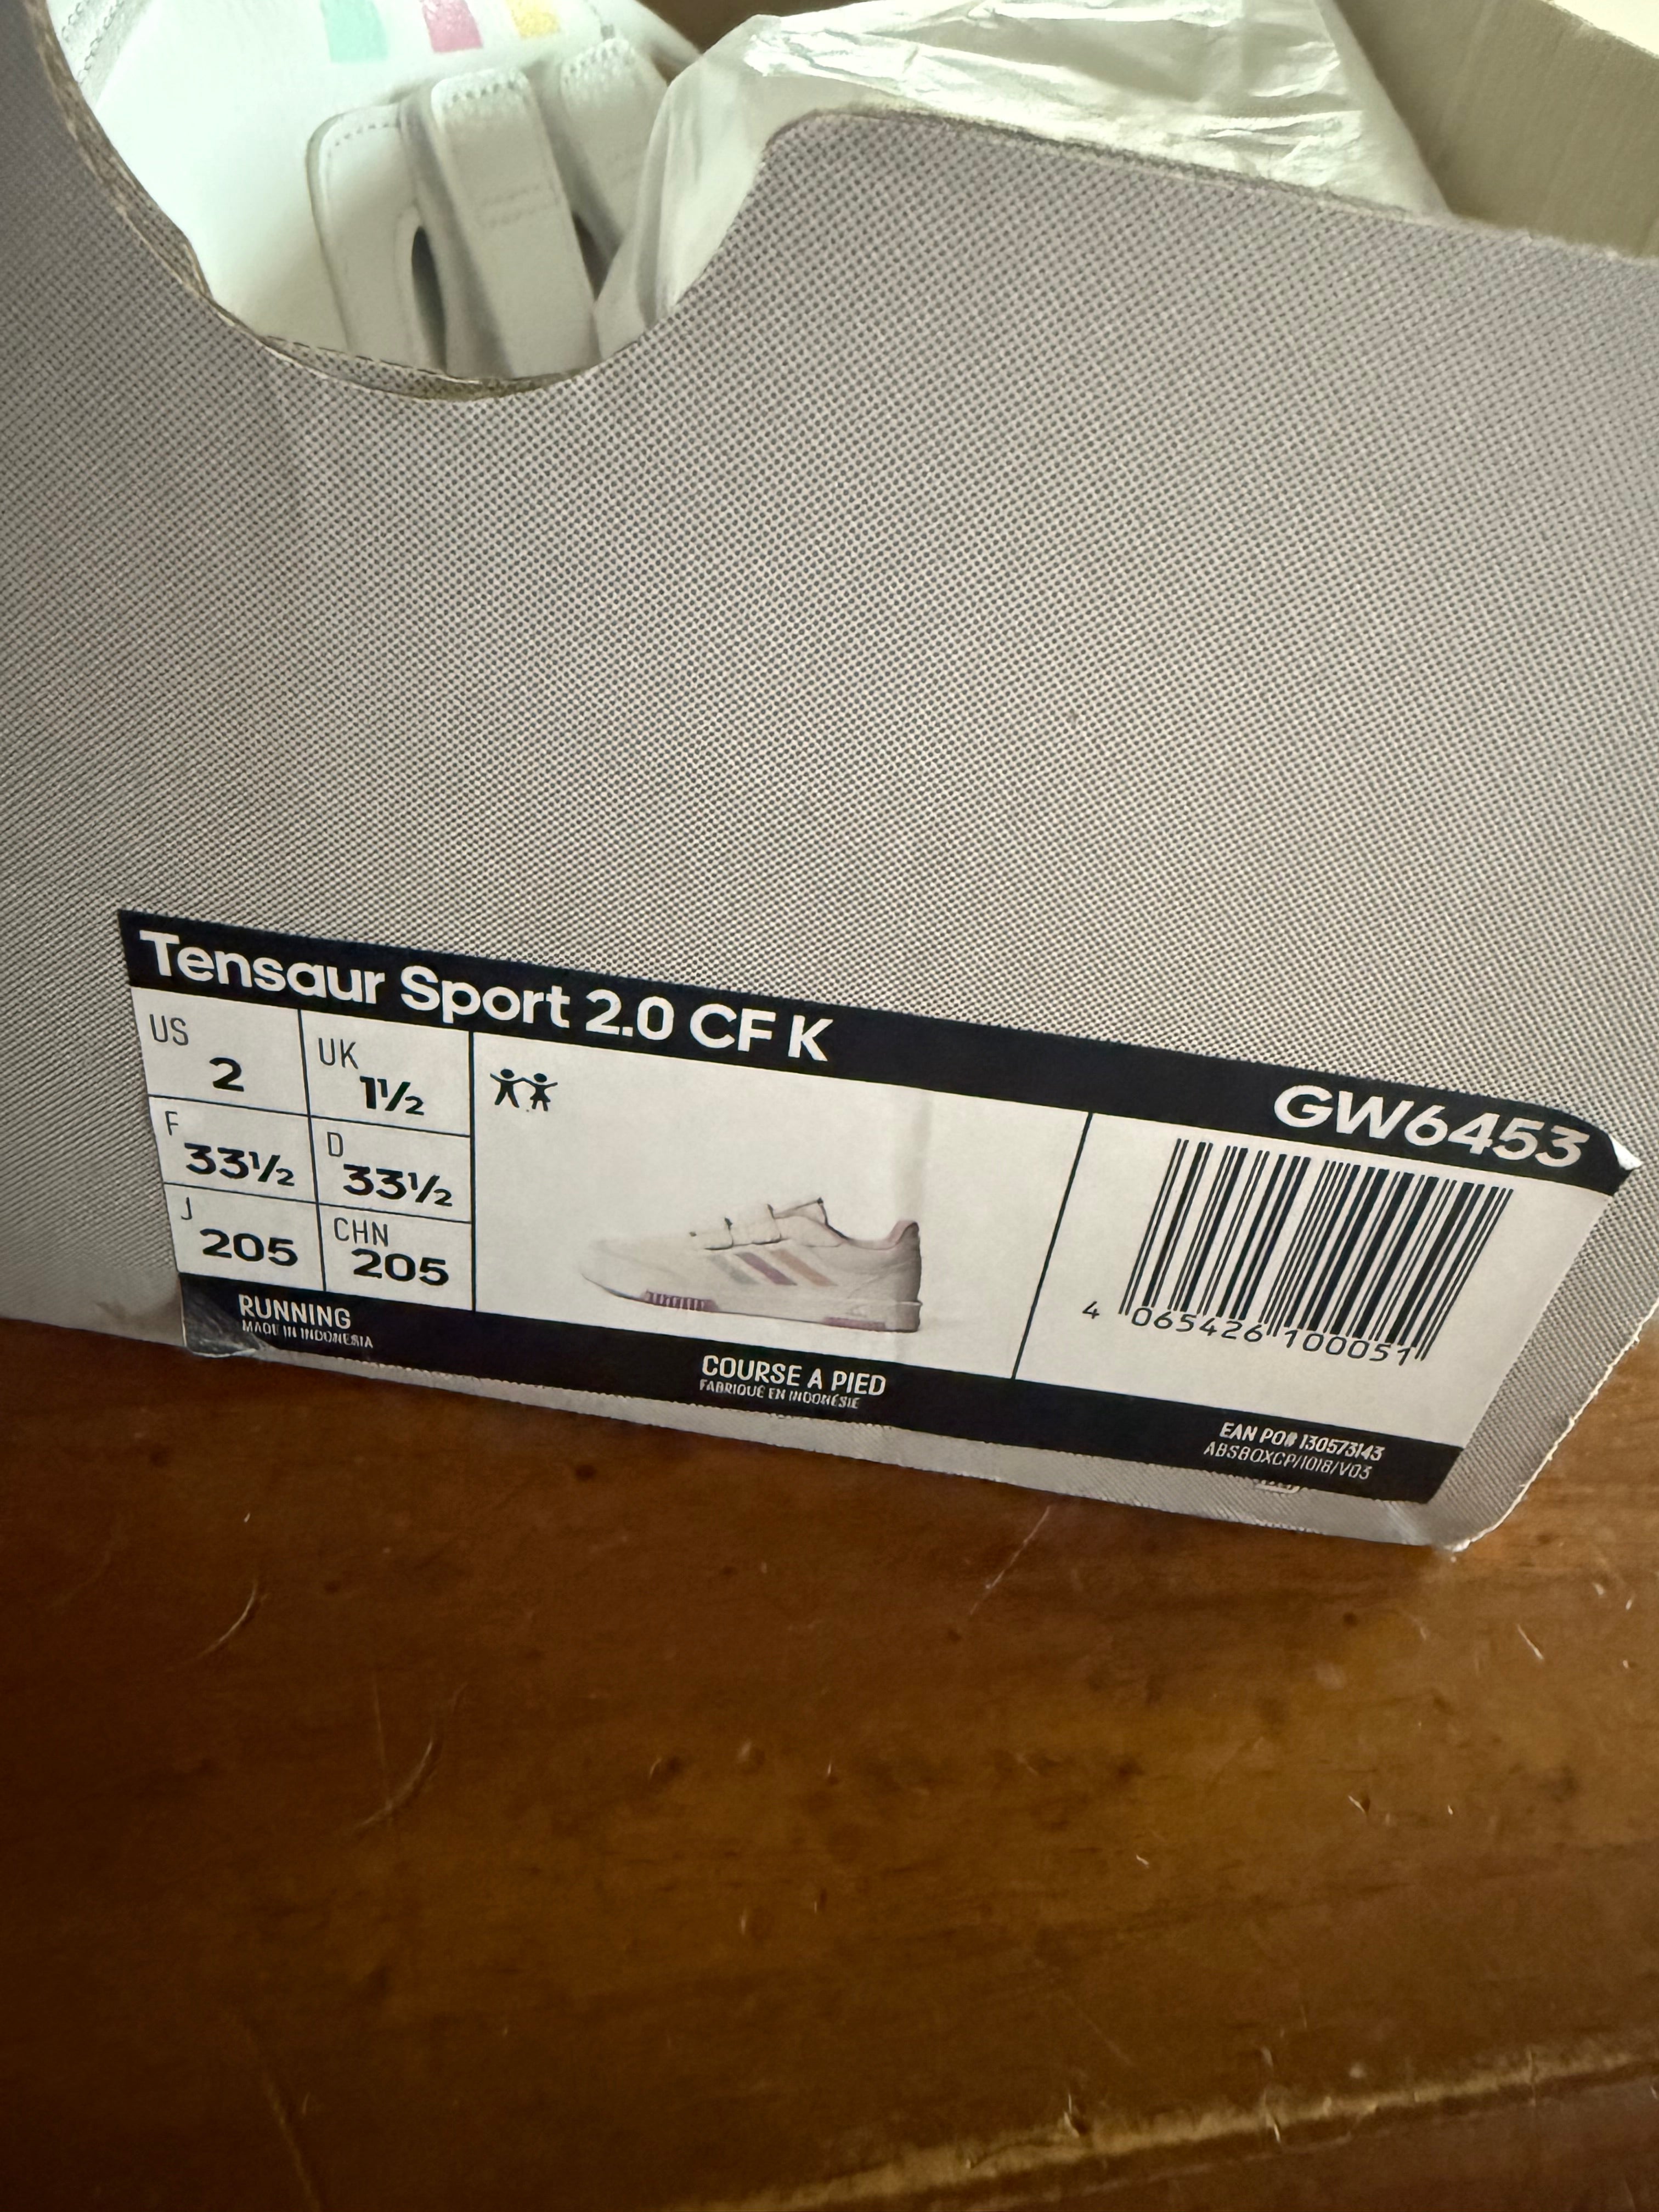 Tensaur Sport 2.0 CF K
GW6453
US 2
UK 1½
F 33½
D 33½
J 205
CHN 205
4 065426 100051
RUNNING
MADE IN INDONESIA
COURSE A PIED
FABRIQUÉ EN INDONÉSIE
EAN PO# 130573143
ABSBOXCP/1018/V03